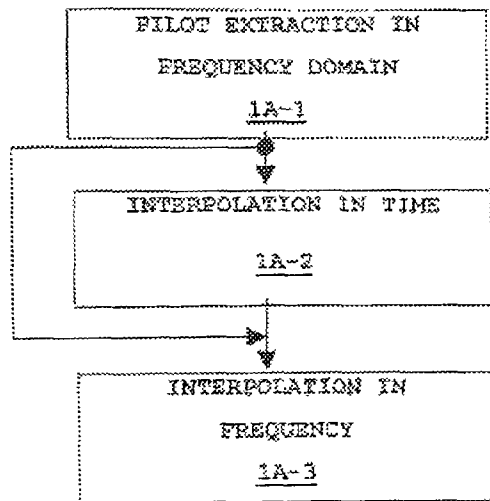 PILOT EXTRACTION IN
FREQUENCY DOMAIN
1A-1
INTERPOLATION IN TIME
1A-2
INTERPOLATION IN
FREQUENCY
1A-3